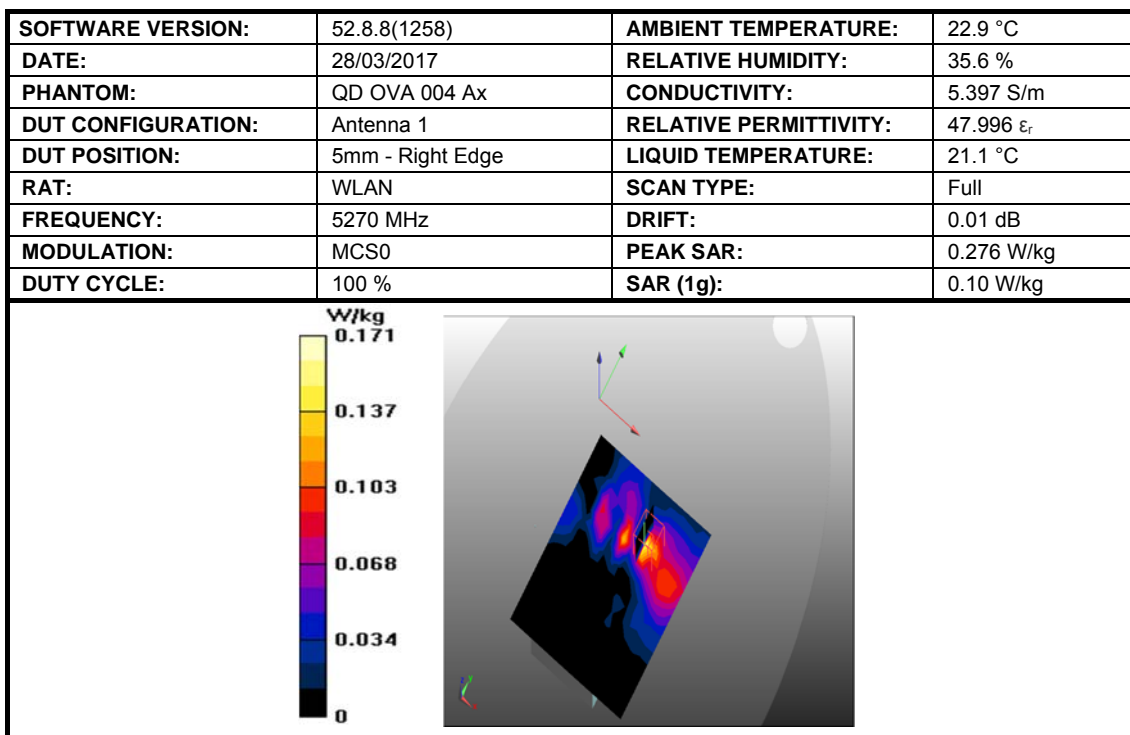 SOFTWARE VERSION: 52.8.8(1258) AMBIENT TEMPERATURE: 22.9 °C
DATE: 28/03/2017 RELATIVE HUMIDITY: 35.6 %
PHANTOM: QD OVA 004 Ax CONDUCTIVITY: 5.397 S/m
DUT CONFIGURATION: Antenna 1 RELATIVE PERMITTIVITY: 47.996 εr
DUT POSITION: 5mm - Right Edge LIQUID TEMPERATURE: 21.1 °C
RAT: WLAN SCAN TYPE: Full
FREQUENCY: 5270 MHz DRIFT: 0.01 dB
MODULATION: MCS0 PEAK SAR: 0.276 W/kg
DUTY CYCLE: 100 % SAR (1g): 0.10 W/kg
W/kg
0.171
0.137
0.103
0.068
0.034
0